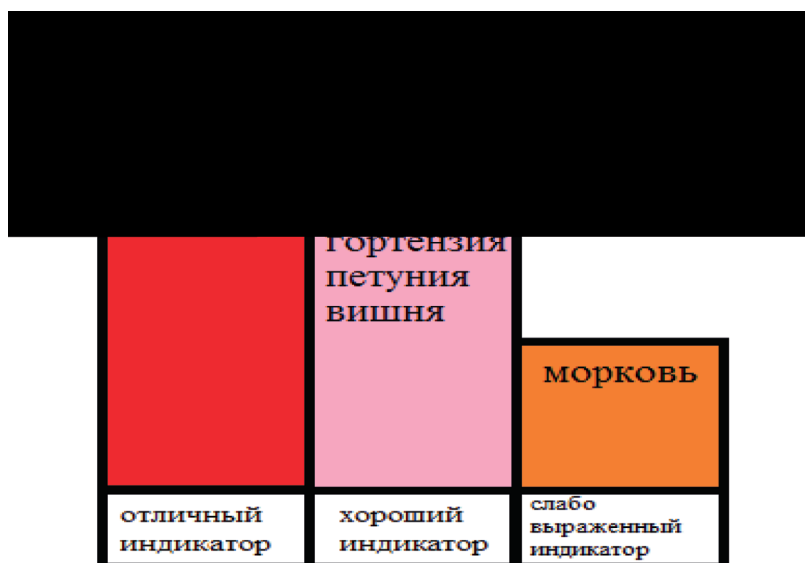 гортензия
петуния
вишня
морковь
отличный
индикатор
хороший
индикатор
слабо
выраженный
индикатор